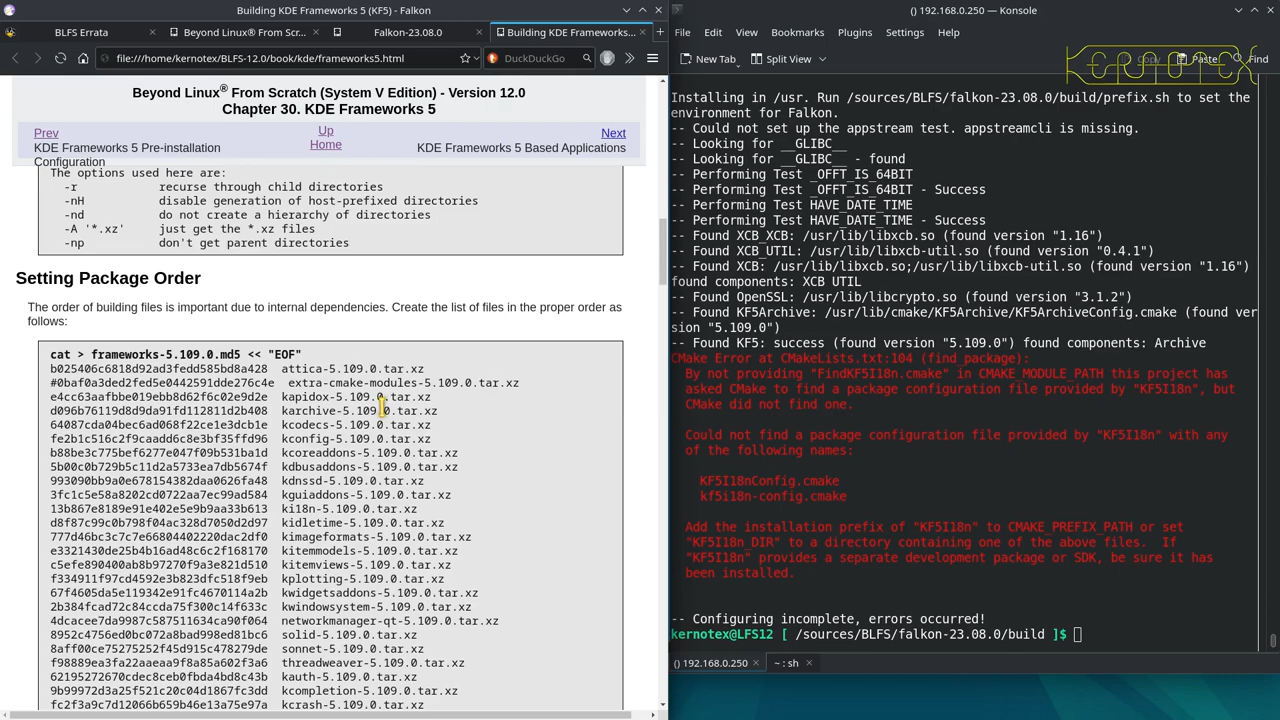 Building KDE Frameworks 5 (KF5) - Falkon
BLFS Errata
Beyond Linux® From Scr...
Falkon-23.08.0
Building KDE Frameworks...
file:///home/kernotex/BLFS-12.0/book/kde/frameworks5.html
DuckDuckGo
Beyond Linux® From Scratch (System V Edition) - Version 12.0
Chapter 30. KDE Frameworks 5
Prev
KDE Frameworks 5 Pre-installation
Configuration
Up
Home
Next
KDE Frameworks 5 Based Applications
The options used here are:
-r recurse through child directories
-nH disable generation of host-prefixed directories
-nd do not create a hierarchy of directories
-A '*.xz' just get the *.xz files
-np don't get parent directories
Setting Package Order
The order of building files is important due to internal dependencies. Create the list of files in the proper order as
follows:
cat > frameworks-5.109.0.md5 << "EOF"
b025406c6818d92ad3fedd585bd8a428 attica-5.109.0.tar.xz
#0baf0a3ded2fed5e0442591dde276c4e extra-cmake-modules-5.109.0.tar.xz
e4cc63aafbbe019ebb8d62f6c02e9d2e kapidox-5.109.0.tar.xz
d096b76119d8d9da91fd112811d2b408 karchive-5.109.0.tar.xz
64087cda04bec6ad068f22ce1e3dcb1e kcodecs-5.109.0.tar.xz
fe2b1c516c2f9caadd6c8e3bf35ffd96 kconfig-5.109.0.tar.xz
b88be3c775bef6277e047f09b531ba1d kcoreaddons-5.109.0.tar.xz
5b00c0b729b5c11d2a5733ea7db5674f kdbusaddons-5.109.0.tar.xz
993090bb9a0e678154382daa0626fa48 kdnssd-5.109.0.tar.xz
3fc1c5e58a8202cd0722aa7ec99ad584 kguiaddons-5.109.0.tar.xz
13b867e8189e91e402e5e9b9aa33b613 ki18n-5.109.0.tar.xz
d8f87c99c0b798f04ac328d7050d2d97 kidletime-5.109.0.tar.xz
777d46bc3c7c7e66804402220dac2df0 kimageformats-5.109.0.tar.xz
e3321430de25b4b16ad48c6c2f168170 kitemmodels-5.109.0.tar.xz
c5efe890400ab8b97270f9a3e821d510 kitemviews-5.109.0.tar.xz
f334911f97cd4592e3b823dfc518f9eb kplotting-5.109.0.tar.xz
67f4605da5e119342e91fc4670114a2b kwidgetsaddons-5.109.0.tar.xz
2b384fcad72c84ccda75f300c14f633c kwindowsystem-5.109.0.tar.xz
4dcacee7da9987c587511634ca90f064 networkmanager-qt-5.109.0.tar.xz
8952c4756ed0bc072a8bad998ed81bc6 solid-5.109.0.tar.xz
8aff00ce75275252f45d915c478279de sonnet-5.109.0.tar.xz
f98889ea3fa22aaeaa9f8a85a602f3a6 threadweaver-5.109.0.tar.xz
62195272670cdec8ceb0fbda4bd8c43b kauth-5.109.0.tar.xz
9b99972d3a25f521c20c04d1867fc3dd kcompletion-5.109.0.tar.xz
fc2f3a9c7d12066b659b46e13a75e97a kcrash-5.109.0.tar.xz
() 192.168.0.250 — Konsole
File Edit View Bookmarks Plugins Settings Help
New Tab Split View Copy Paste Find
KERNOTEX
Installing in /usr. Run /sources/BLFS/falkon-23.08.0/build/prefix.sh to set the
environment for Falkon.
-- Could not set up the appstream test. appstreamcli is missing.
-- Looking for __GLIBC__
-- Looking for __GLIBC__ - found
-- Performing Test _OFFT_IS_64BIT
-- Performing Test _OFFT_IS_64BIT - Success
-- Performing Test HAVE_DATE_TIME
-- Performing Test HAVE_DATE_TIME - Success
-- Found XCB_XCB: /usr/lib/libxcb.so (found version "1.16")
-- Found XCB_UTIL: /usr/lib/libxcb-util.so (found version "0.4.1")
-- Found XCB: /usr/lib/libxcb.so;/usr/lib/libxcb-util.so (found version "1.16")
found components: XCB UTIL
-- Found OpenSSL: /usr/lib/libcrypto.so (found version "3.1.2")
-- Found KF5Archive: /usr/lib/cmake/KF5Archive/KF5ArchiveConfig.cmake (found ver
sion "5.109.0")
-- Found KF5: success (found version "5.109.0") found components: Archive
CMake Error at CMakeLists.txt:104 (find_package):
By not providing "FindKF5I18n.cmake" in CMAKE_MODULE_PATH this project has
asked CMake to find a package configuration file provided by "KF5I18n", but
CMake did not find one.
Could not find a package configuration file provided by "KF5I18n" with any
of the following names:
KF5I18nConfig.cmake
kf5i18n-config.cmake
Add the installation prefix of "KF5I18n" to CMAKE_PREFIX_PATH or set
"KF5I18n_DIR" to a directory containing one of the above files. If
"KF5I18n" provides a separate development package or SDK, be sure it has
been installed.
-- Configuring incomplete, errors occurred!
kernotex@LFS12 [ /sources/BLFS/falkon-23.08.0/build ]$
() 192.168.0.250
~ : sh